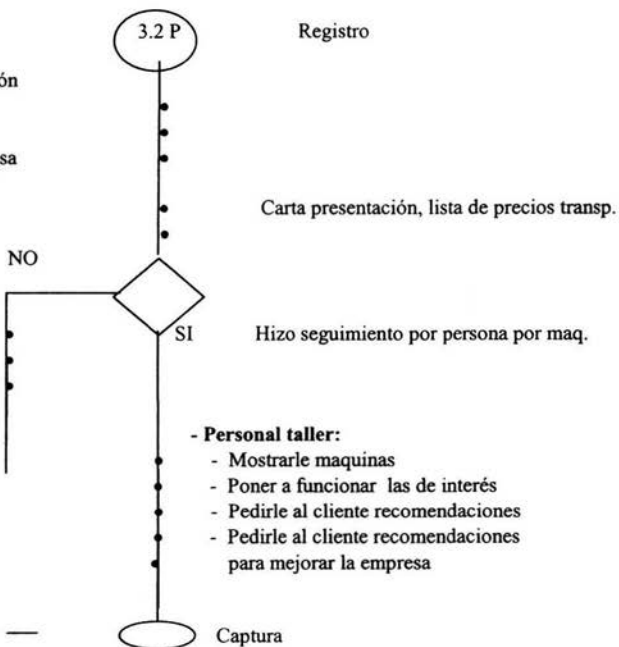 3.2 P
Registro
ón
sa
Carta presentación, lista de precios transp.
NO
SI
Hizo seguimiento por persona por maq.
- Personal taller:
- Mostrarle maquinas
- Poner a funcionar las de interés
- Pedirle al cliente recomendaciones
- Pedirle al cliente recomendaciones
para mejorar la empresa
Captura